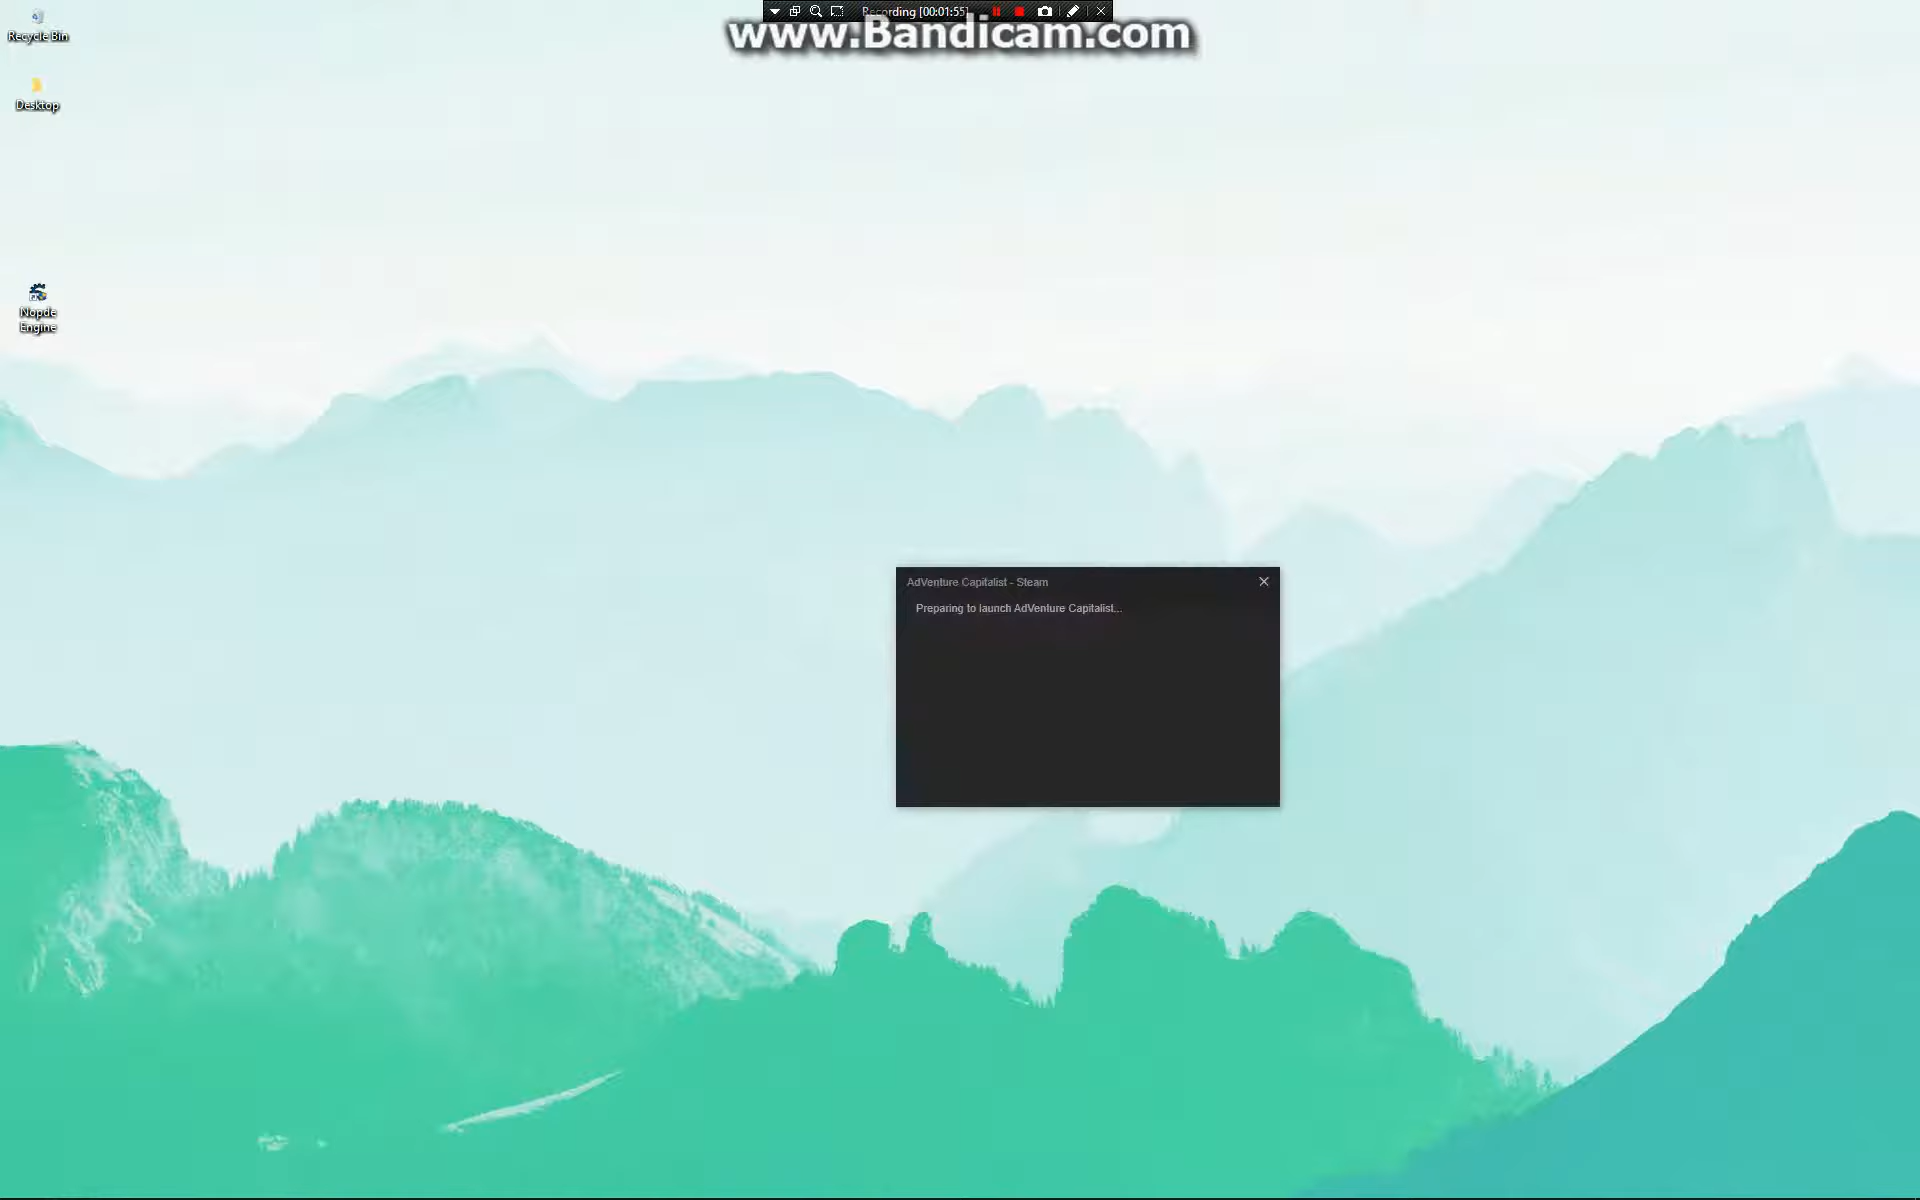 Recording [00:01:55]
www.Bandicam.com
Recycle Bin
Desktop
Nopde
Engine
AdVenture Capitalist - Steam
Preparing to launch AdVenture Capitalist...